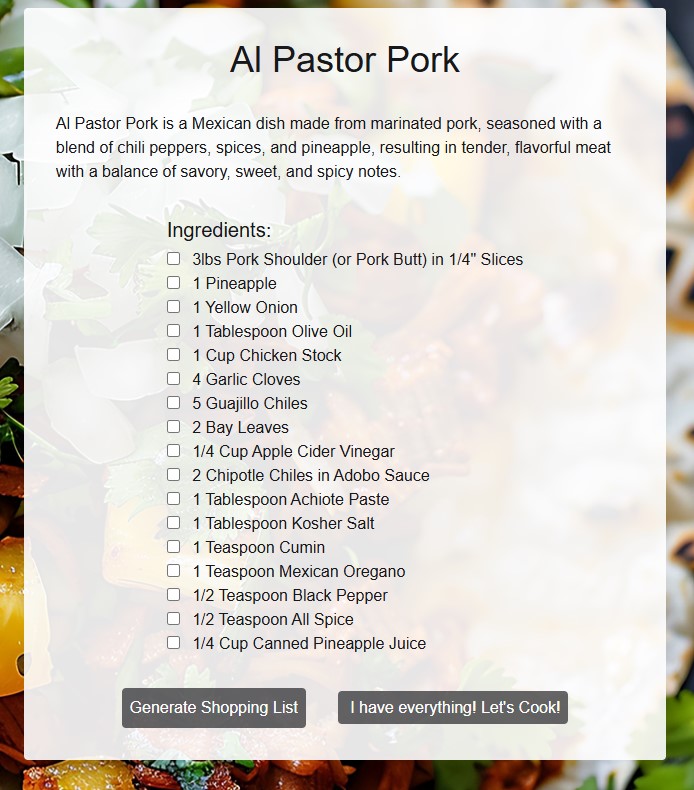 Al Pastor Pork
Al Pastor Pork is a Mexican dish made from marinated pork, seasoned with a
blend of chili peppers, spices, and pineapple, resulting in tender, flavorful meat
with a balance of savory, sweet, and spicy notes.
Ingredients:
3lbs Pork Shoulder (or Pork Butt) in 1/4" Slices
1 Pineapple
1 Yellow Onion
1 Tablespoon Olive Oil
1 Cup Chicken Stock
4 Garlic Cloves
5 Guajillo Chiles
2 Bay Leaves
1/4 Cup Apple Cider Vinegar
2 Chipotle Chiles in Adobo Sauce
1 Tablespoon Achiote Paste
1 Tablespoon Kosher Salt
1 Teaspoon Cumin
1 Teaspoon Mexican Oregano
1/2 Teaspoon Black Pepper
1/2 Teaspoon All Spice
1/4 Cup Canned Pineapple Juice
Generate Shopping List
I have everything! Let's Cook!